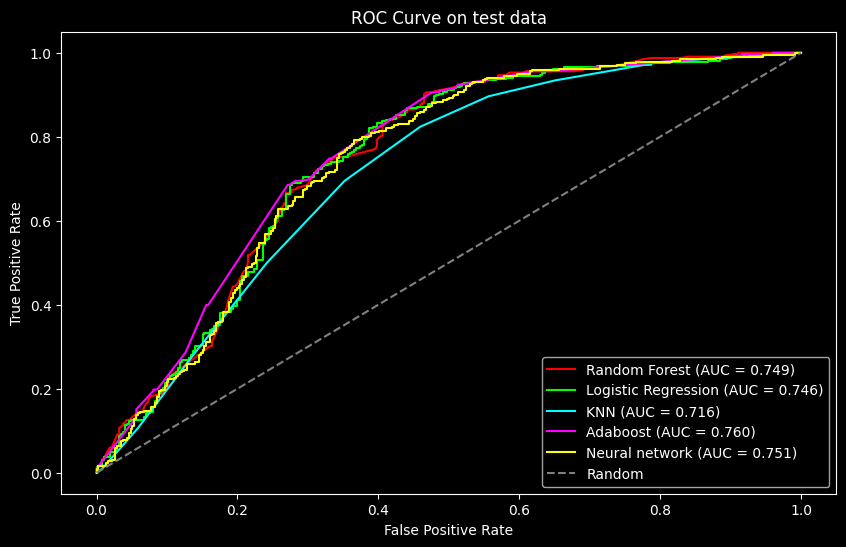 ROC Curve on test data
True Positive Rate
1.0
0.8
0.6
0.4
0.2
0.0
0.0
0.2
0.4
0.6
0.8
1.0
False Positive Rate
Random Forest (AUC = 0.749)
Logistic Regression (AUC = 0.746)
KNN (AUC = 0.716)
Adaboost (AUC = 0.760)
Neural network (AUC = 0.751)
Random